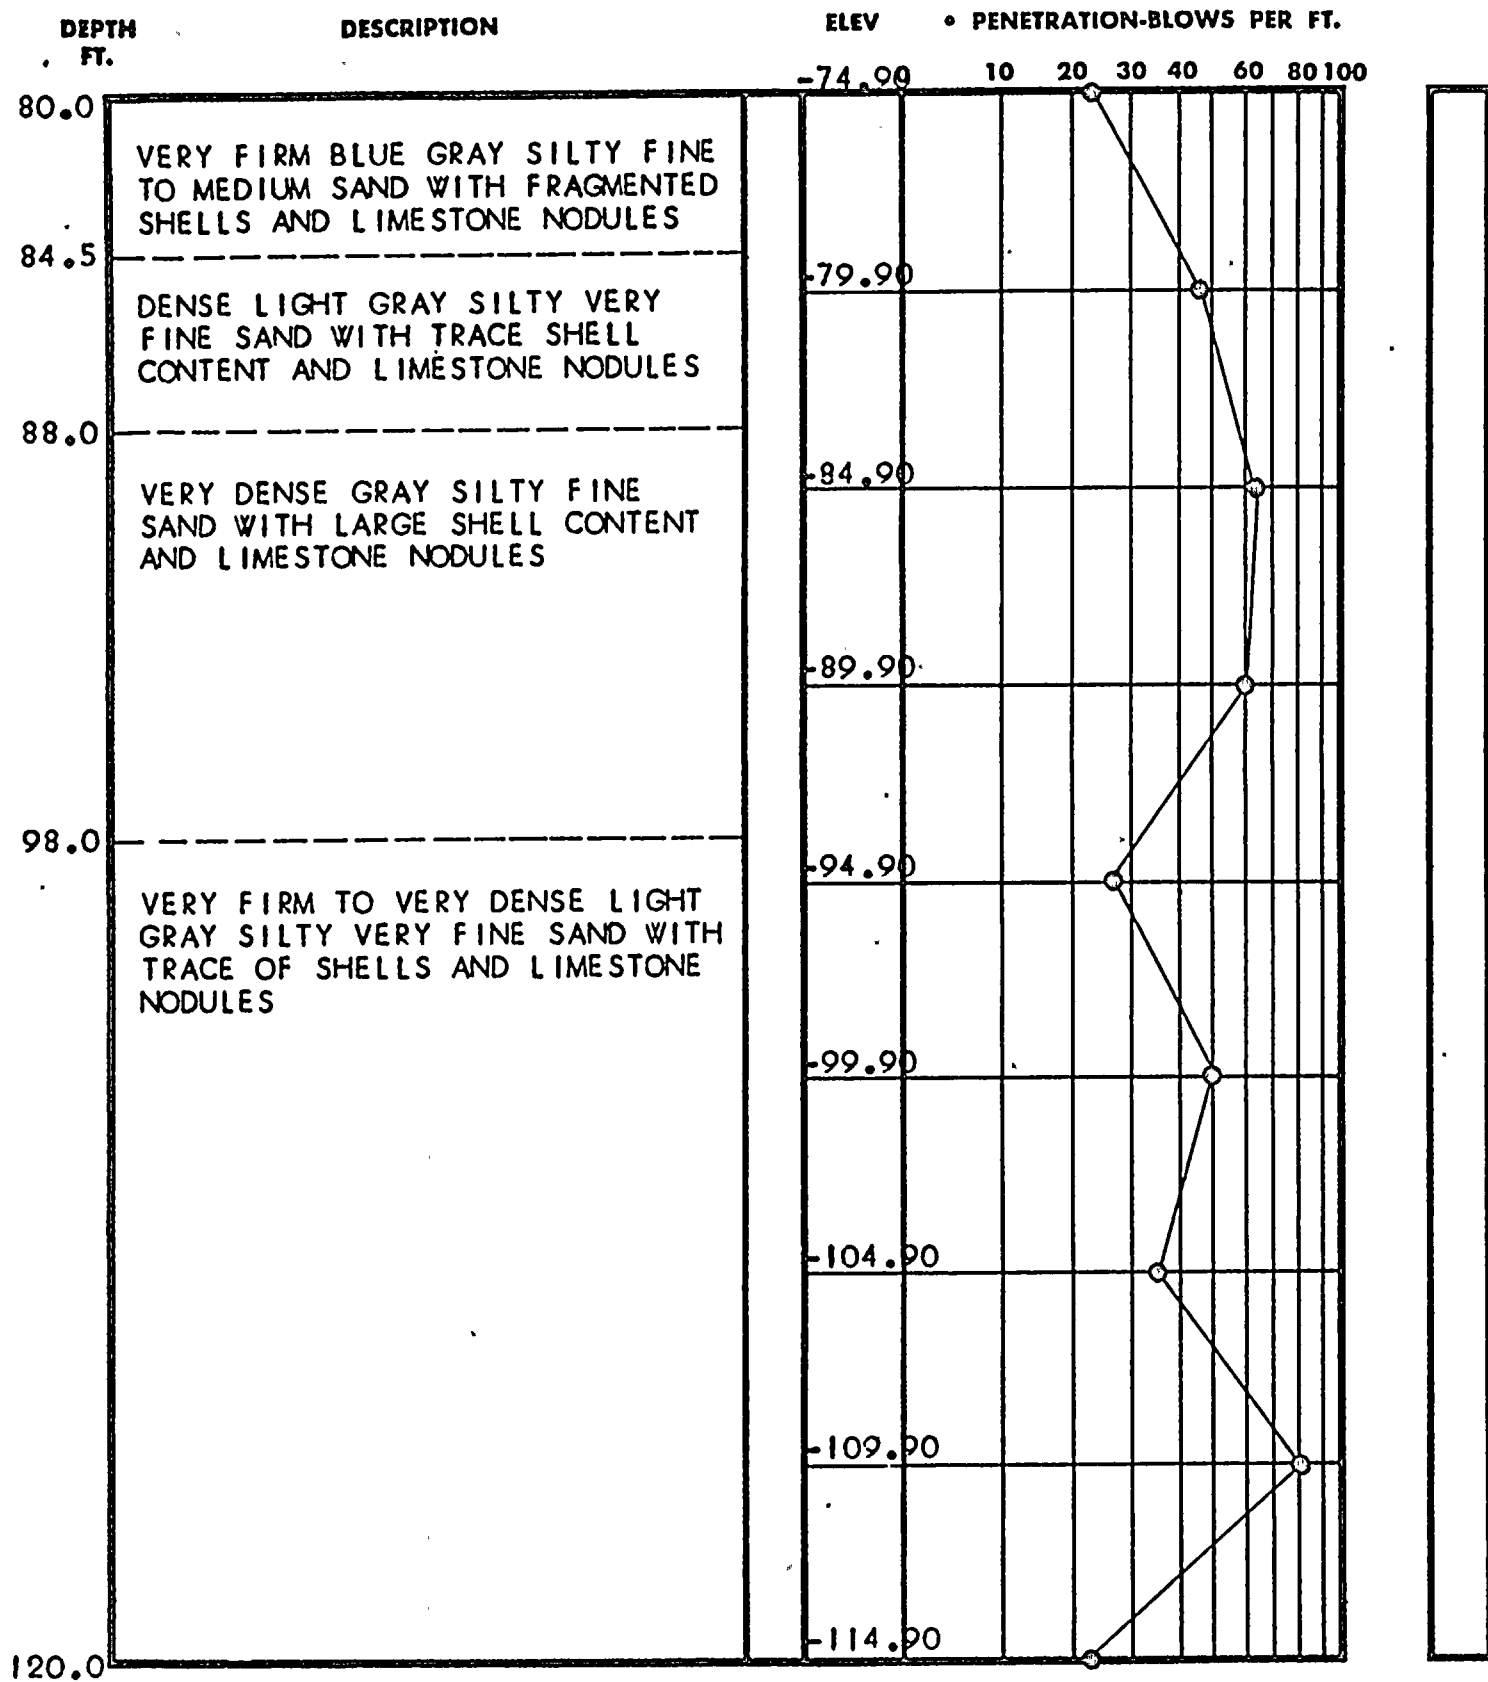 DEPTH FT. DESCRIPTION ELEV PENETRATION-BLOWS PER FT.
10 20 30 40 60 80 100
80.0 -74.90
VERY FIRM BLUE GRAY SILTY FINE
TO MEDIUM SAND WITH FRAGMENTED
SHELLS AND LIMESTONE NODULES
84.5
-79.90
DENSE LIGHT GRAY SILTY VERY
FINE SAND WITH TRACE SHELL
CONTENT AND LIMESTONE NODULES
88.0
-84.90
VERY DENSE GRAY SILTY FINE
SAND WITH LARGE SHELL CONTENT
AND LIMESTONE NODULES
-89.90
98.0
-94.90
VERY FIRM TO VERY DENSE LIGHT
GRAY SILTY VERY FINE SAND WITH
TRACE OF SHELLS AND LIMESTONE
NODULES
-99.90
-104.90
-109.90
-114.90
120.0